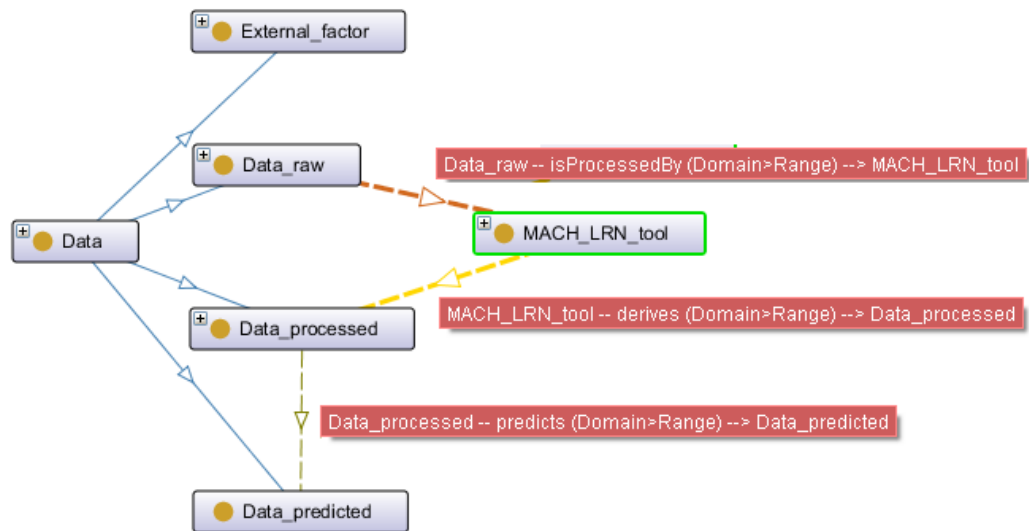 External_factor
Data_raw
Data_raw -- isProcessedBy (Domain>Range) --> MACH_LRN_tool
MACH_LRN_tool
Data
MACH_LRN_tool -- derives (Domain>Range) --> Data_processed
Data_processed
Data_processed -- predicts (Domain>Range) --> Data_predicted
Data_predicted